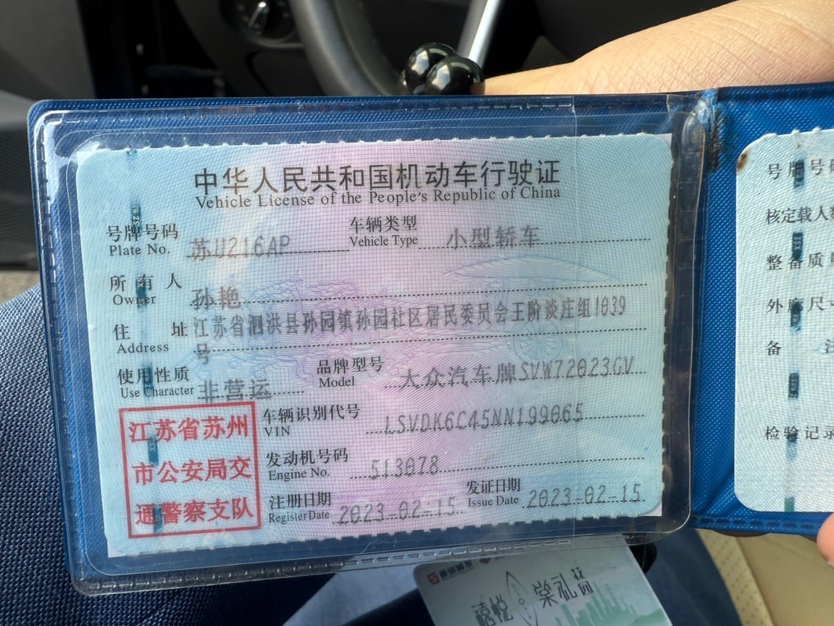 中华人民共和国机动车行驶证
Vehicle License of the People's Republic of China
号牌号码 苏U216AP 车辆类型 小型轿车
Plate No. Vehicle Type
所有人 孙艳
Owner
住址 江苏省泗洪县孙园镇孙园社区居民委员会王阶谈庄组1039
Address 号
使用性质 非营运 品牌型号 大众汽车牌SVW72023GV
Use Character Model
车辆识别代号 LSVDK6C45NN199065
VIN
发动机号码 513078
Engine No.
注册日期 2023-02-15 发证日期 2023-02-15
Register Date Issue Date
江苏省苏州
市公安局交
通警察支队
号牌号码
核定载人
整备质量
外廓尺
备 注
检验记录